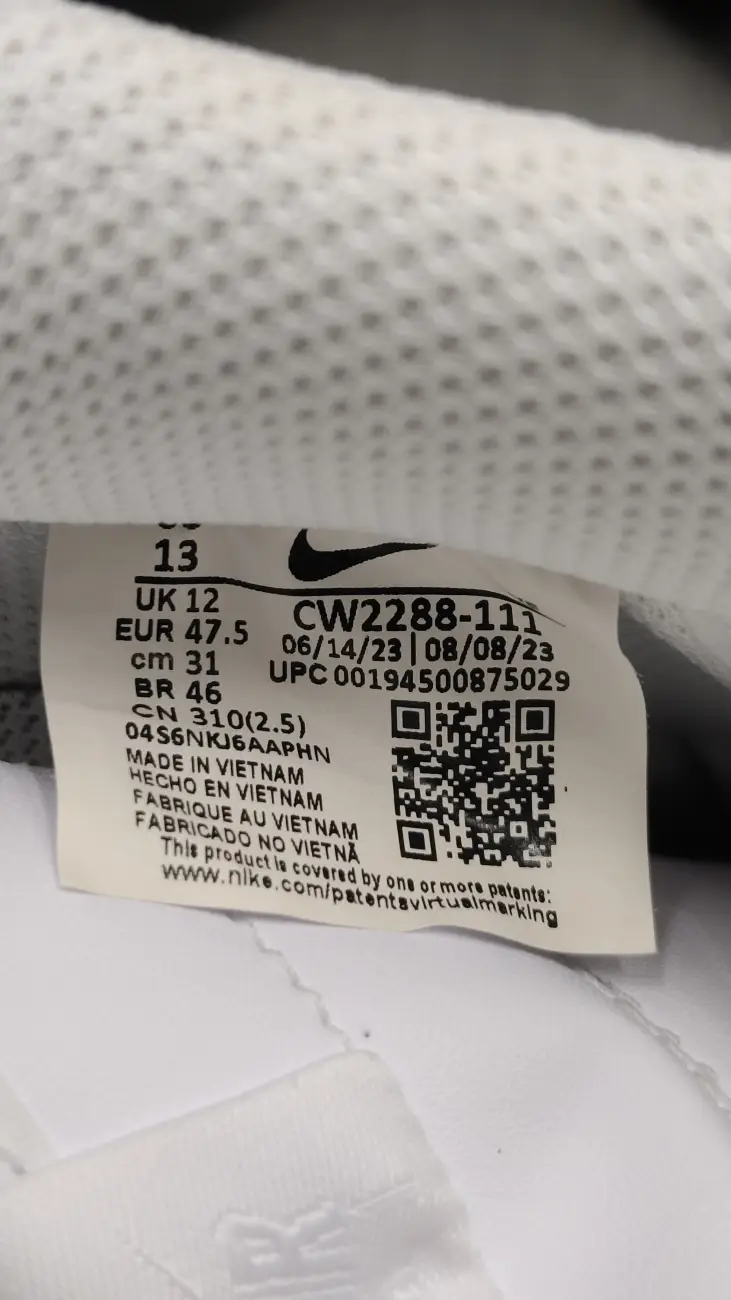 13
UK 12
EUR 47.5
cm 31
BR 46
CN 310(2.5)
04S6NKJ6AAPHN
MADE IN VIETNAM
HECHO EN VIETNAM
FABRIQUE AU VIETNAM
FABRICADO NO VIETNÃ
CW2288-111
06/14/23 | 08/08/23
UPC 00194500875029
This product is covered by one or more patents:
www.nike.com/patentsvirtualmarking